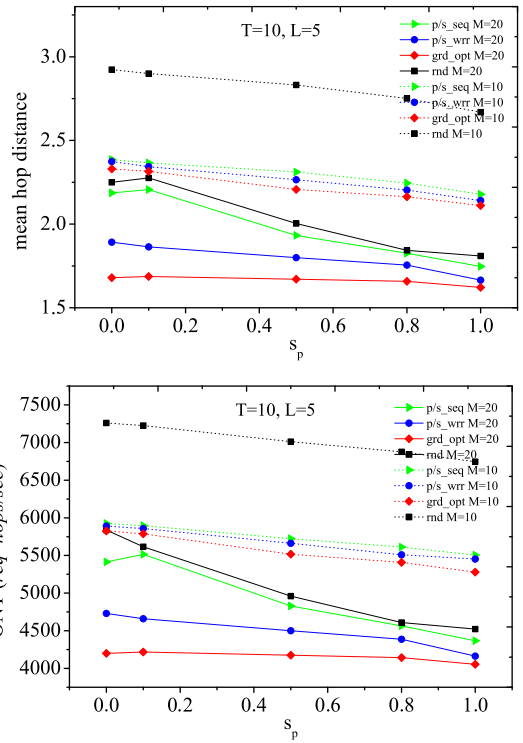 T=10, L=5
p/s_seq M=20
p/s_wrr M=20
grd_opt M=20
rnd M=20
p/s_seq M=10
p/s_wrr M=10
grd_opt M=10
rnd M=10
mean hop distance
3.0
2.5
2.0
1.5
0.0 0.2 0.4 0.6 0.8 1.0
s_p
T=10, L=5
p/s_seq M=20
p/s_wrr M=20
grd_opt M=20
rnd M=20
p/s_seq M=10
p/s_wrr M=10
grd_opt M=10
rnd M=10
7500
7000
6500
6000
5500
5000
4500
4000
0.0 0.2 0.4 0.6 0.8 1.0
s_p